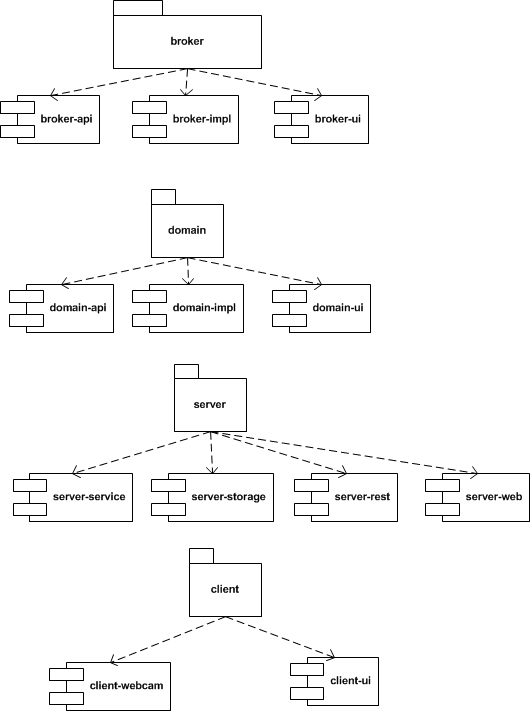 broker
broker-api
broker-impl
broker-ui
domain
domain-api
domain-impl
domain-ui
server
server-service
server-storage
server-rest
server-web
client
client-webcam
client-ui